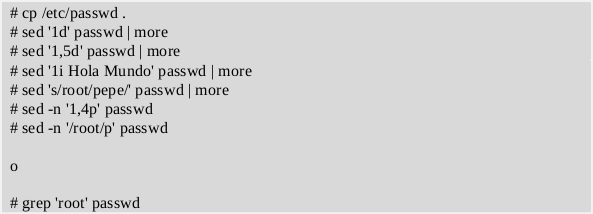 # cp /etc/passwd .
# sed '1d' passwd | more
# sed '1,5d' passwd | more
# sed '1i Hola Mundo' passwd | more
# sed 's/root/pepe/' passwd | more
# sed -n '1,4p' passwd
# sed -n '/root/p' passwd
o
# grep 'root' passwd